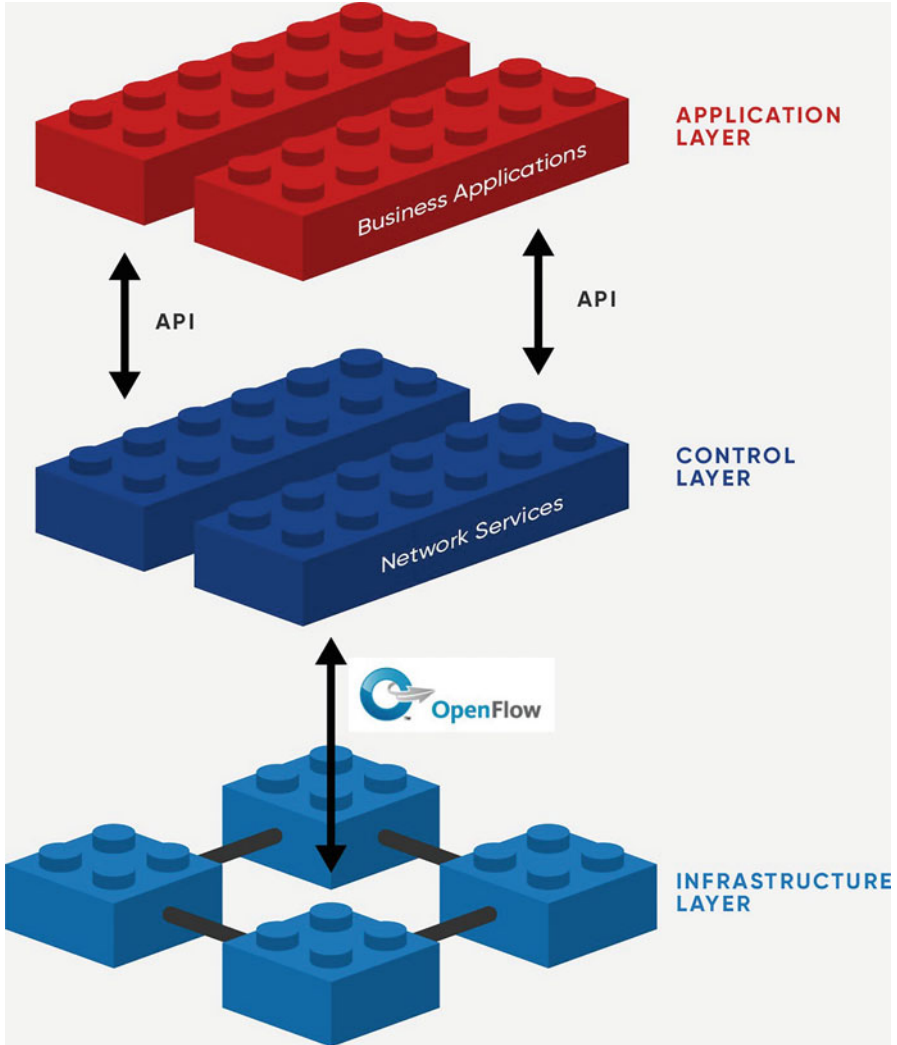 APPLICATION
LAYER
Business Applications
API
API
CONTROL
LAYER
Network Services
OpenFlow
INFRASTRUCTURE
LAYER